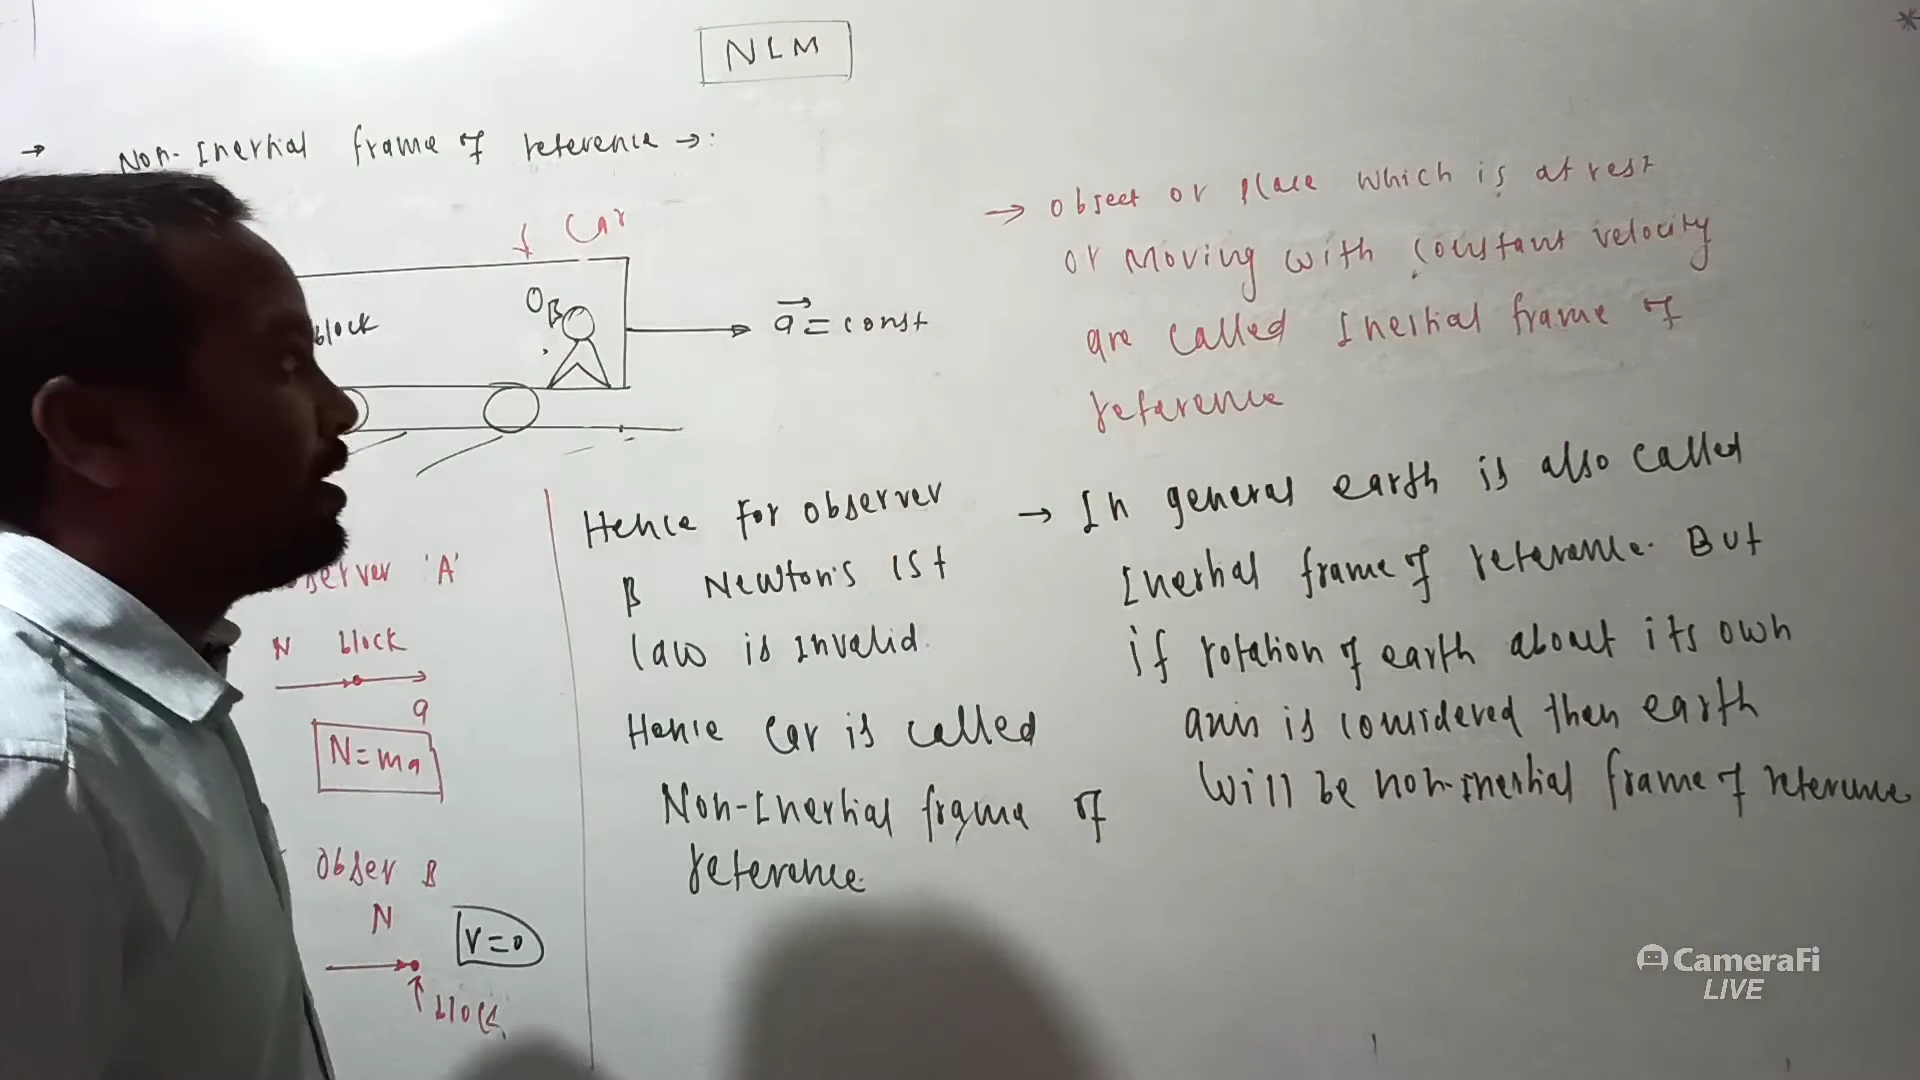 NLM
→ Non-Inertial frame of reference →:
Car
block
O_B
a⃗ = const
'A'
N block
a
N=ma
Obser B
N
V=0
block
Hence for observer
B Newton's 1st
law is invalid.
Hence Car is called
Non-Inertial frame of
reference
→ Object or place which is at rest
or moving with constant velocity
are called Inertial frame of
reference
→ In general earth is also called
Inertial frame of reference. But
if rotation of earth about its own
axis is considered then earth
will be non-inertial frame of reference
CameraFi
LIVE